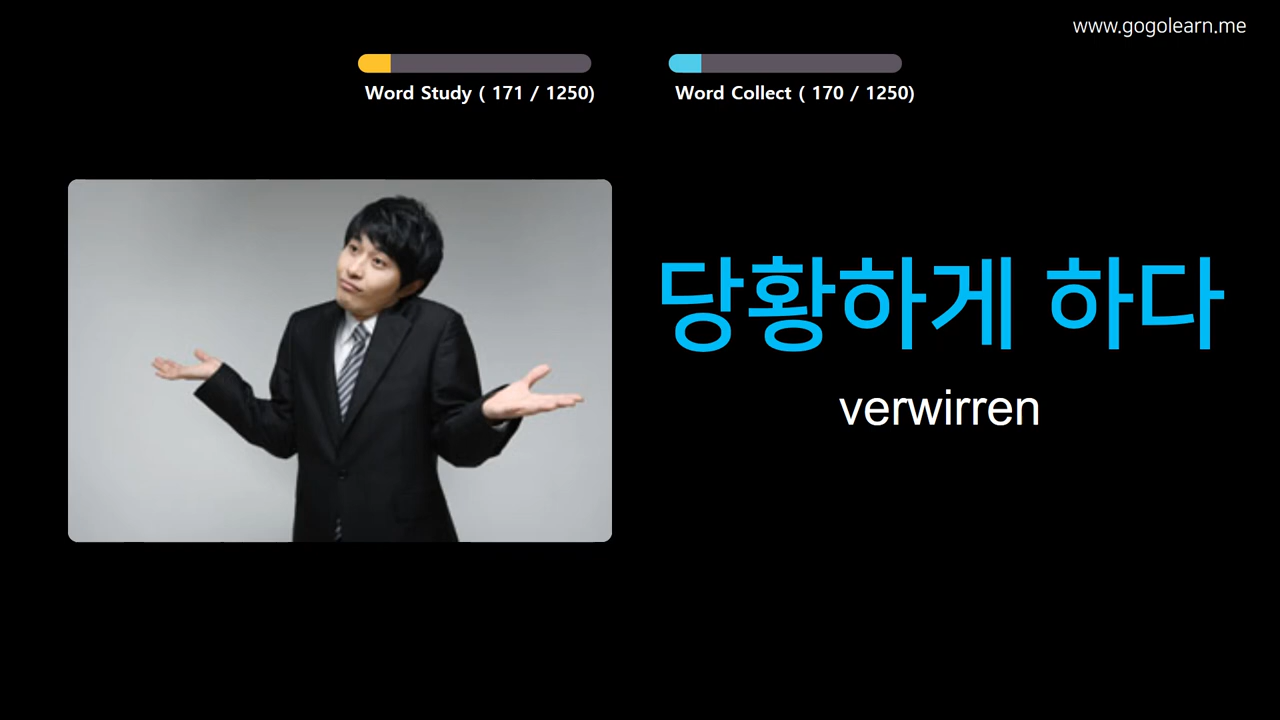 www.gogolearn.me
Word Study ( 171 / 1250)
Word Collect ( 170 / 1250)
당황하게 하다
verwirren